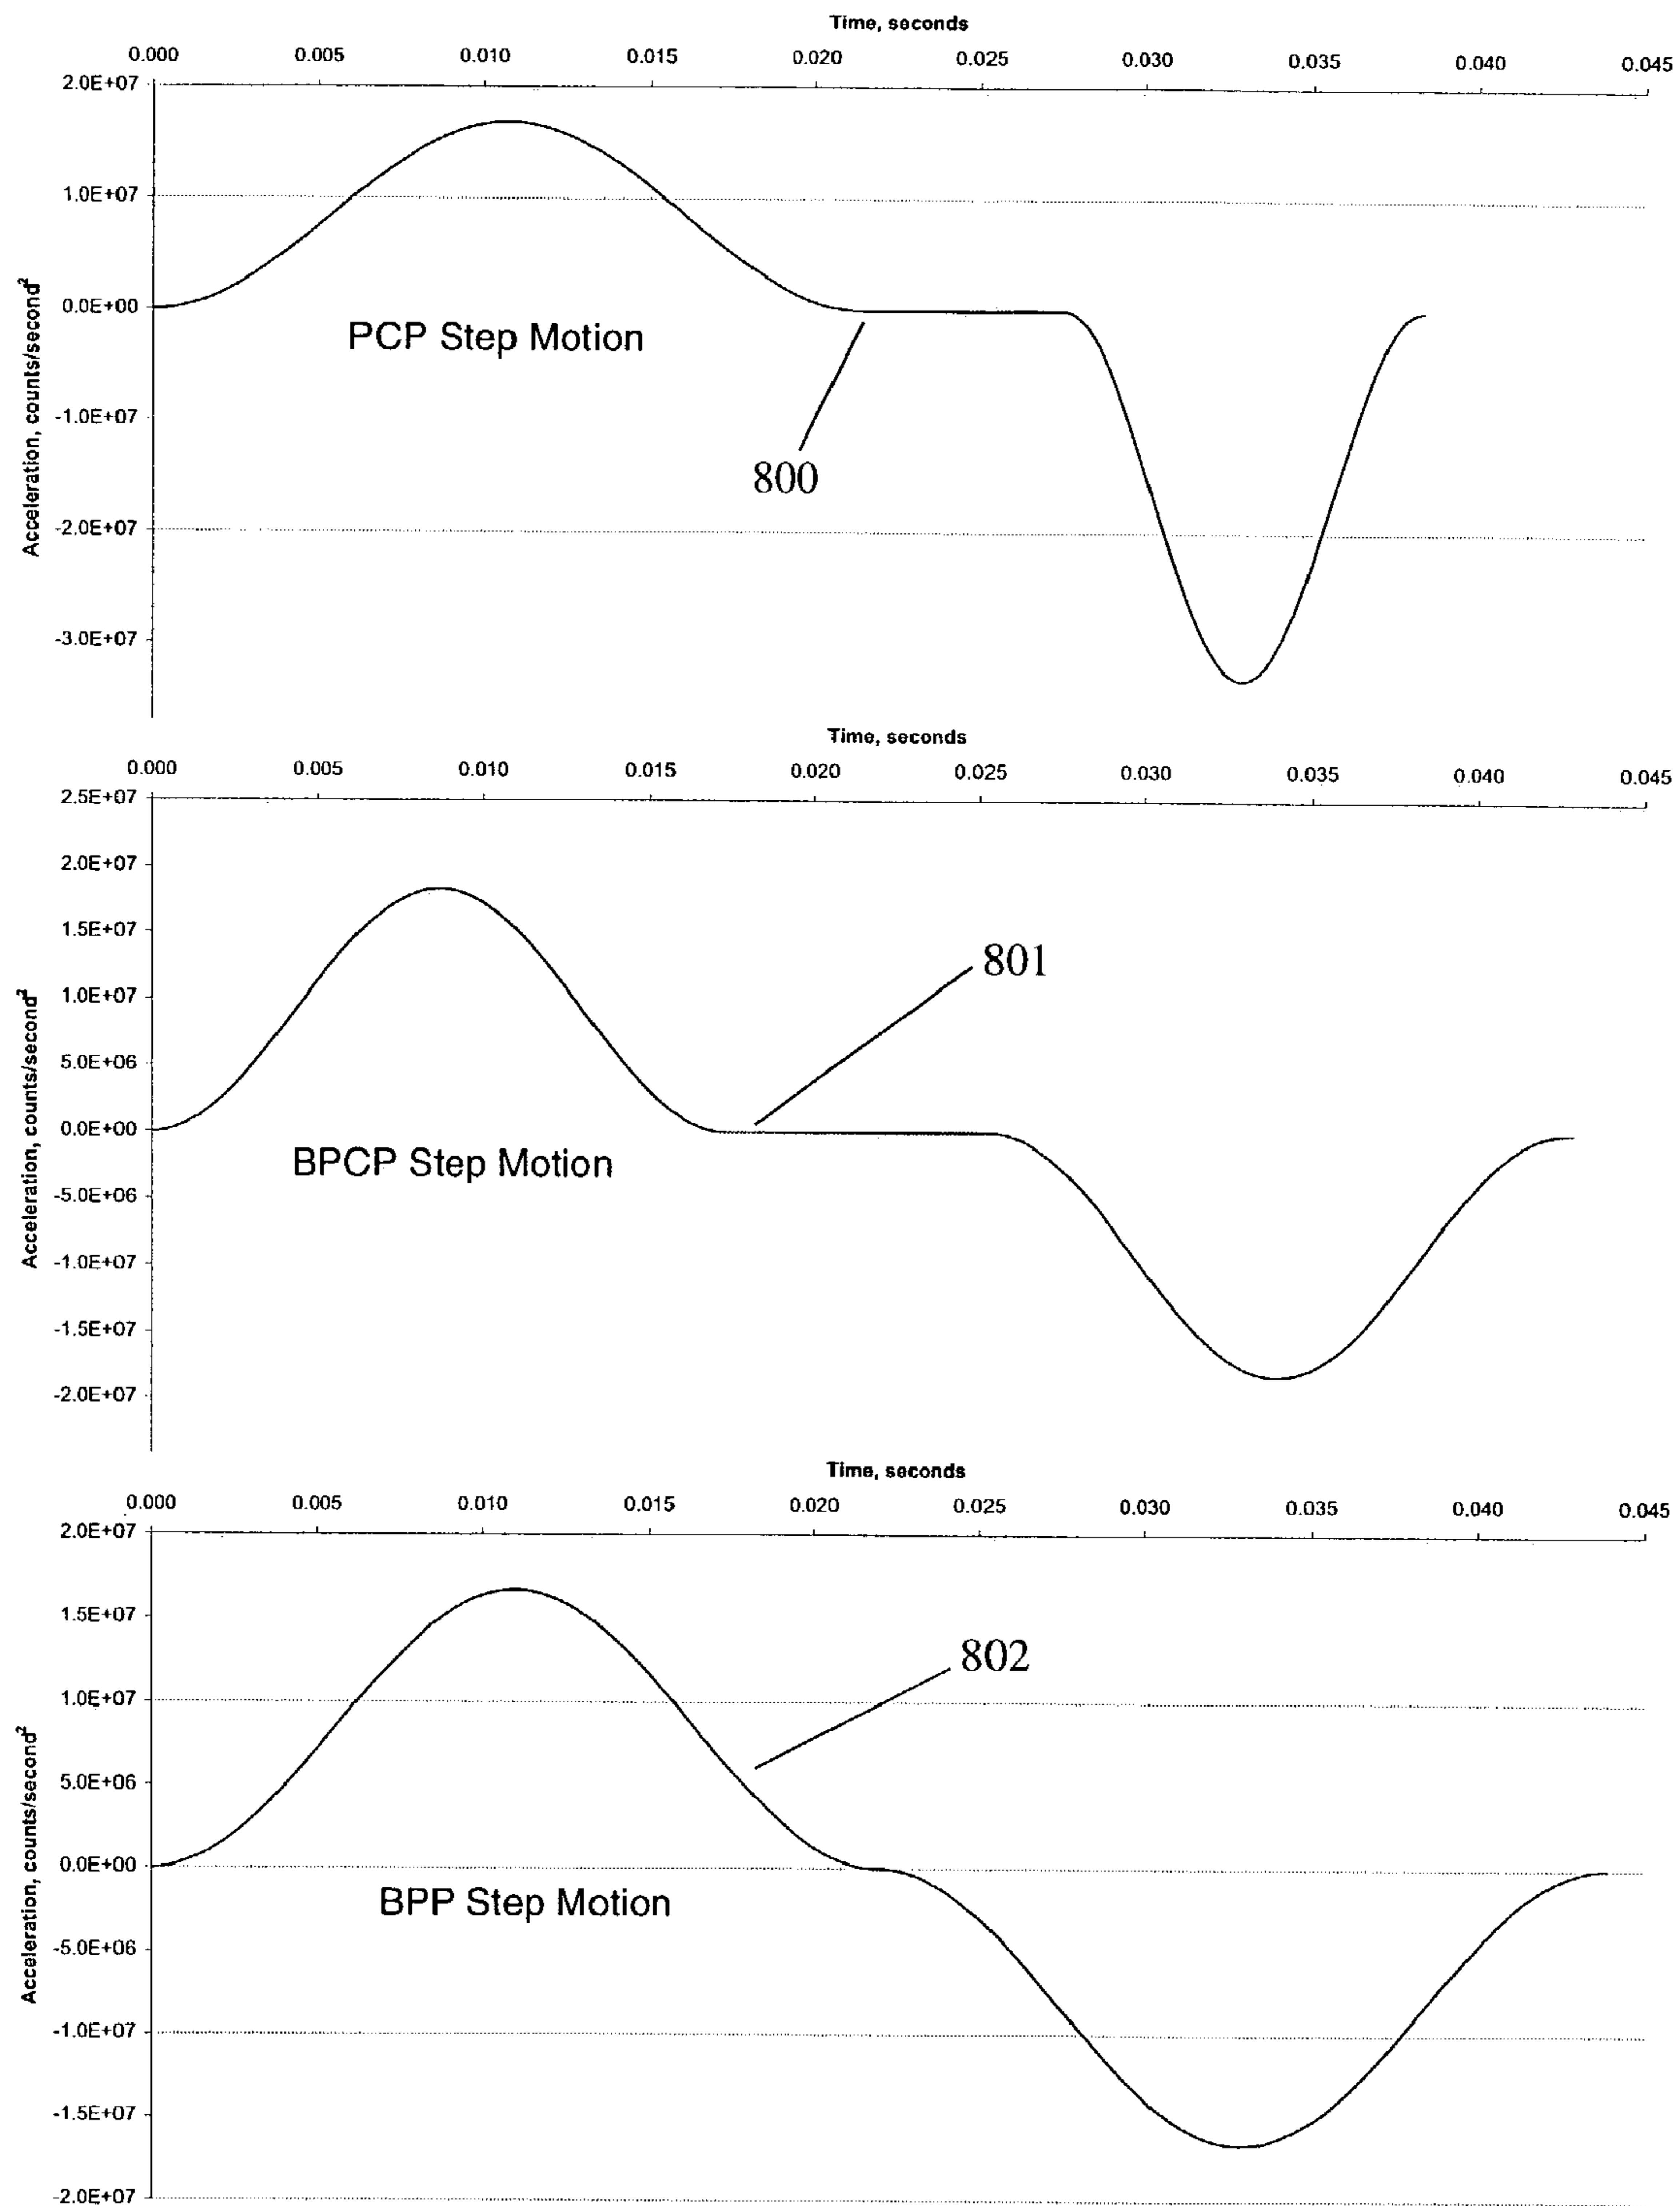 Time, seconds
0.000 0.005 0.010 0.015 0.020 0.025 0.030 0.035 0.040 0.045
2.0E+07
1.0E+07
0.0E+00
-1.0E+07
-2.0E+07
-3.0E+07
Acceleration, counts/second²
PCP Step Motion
800
Time, seconds
0.000 0.005 0.010 0.015 0.020 0.025 0.030 0.035 0.040 0.045
2.5E+07
2.0E+07
1.5E+07
1.0E+07
5.0E+06
0.0E+00
-5.0E+06
-1.0E+07
-1.5E+07
-2.0E+07
Acceleration, counts/second²
801
BPCP Step Motion
Time, seconds
0.000 0.005 0.010 0.015 0.020 0.025 0.030 0.035 0.040 0.045
2.0E+07
1.5E+07
1.0E+07
5.0E+06
0.0E+00
-5.0E+06
-1.0E+07
-1.5E+07
-2.0E+07
Acceleration, counts/second²
802
BPP Step Motion